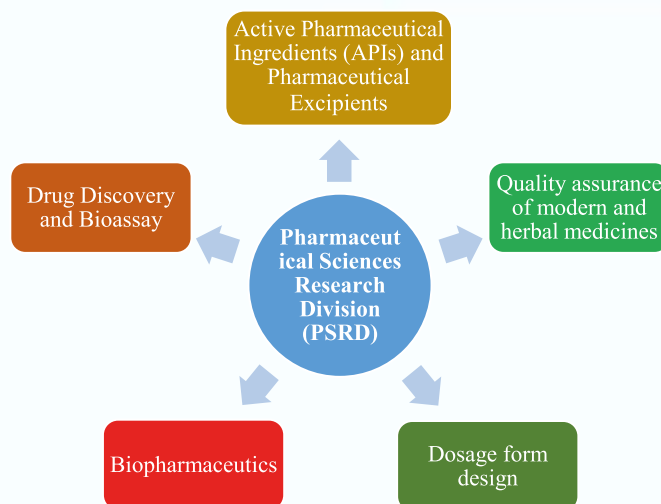 Active Pharmaceutical
Ingredients (APIs) and
Pharmaceutical
Excipients
Drug Discovery
and Bioassay
Quality assurance
of modern and
herbal medicines
Pharmaceut
ical Sciences
Research
Division
(PSRD)
Biopharmaceutics
Dosage form
design